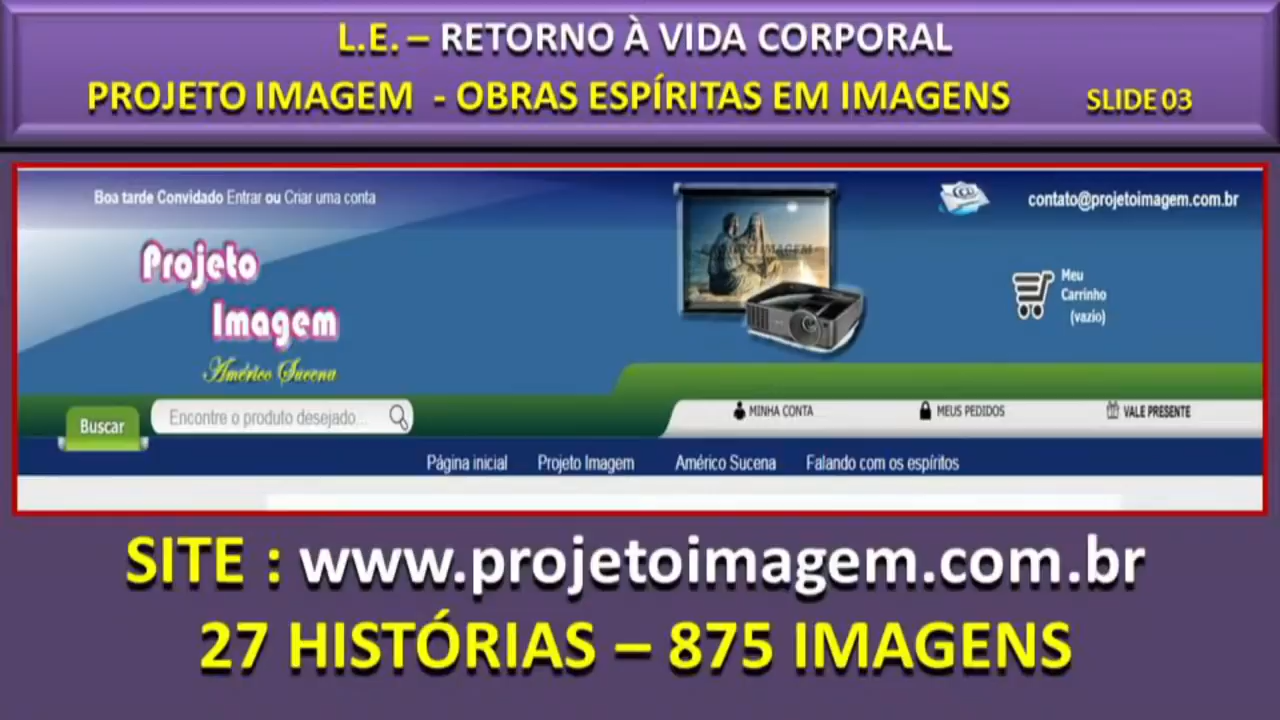 L.E. – RETORNO À VIDA CORPORAL
PROJETO IMAGEM - OBRAS ESPÍRITAS EM IMAGENS SLIDE 03
Boa tarde Convidado Entrar ou Criar uma conta
contato@projetoimagem.com.br
Projeto
Imagem
Américo Sucena
PROJETO IMAGEM
Meu
Carrinho
(vazio)
Buscar
Encontre o produto desejado...
MINHA CONTA
MEUS PEDIDOS
VALE PRESENTE
Página inicial Projeto Imagem Américo Sucena Falando com os espíritos
SITE : www.projetoimagem.com.br
27 HISTÓRIAS – 875 IMAGENS